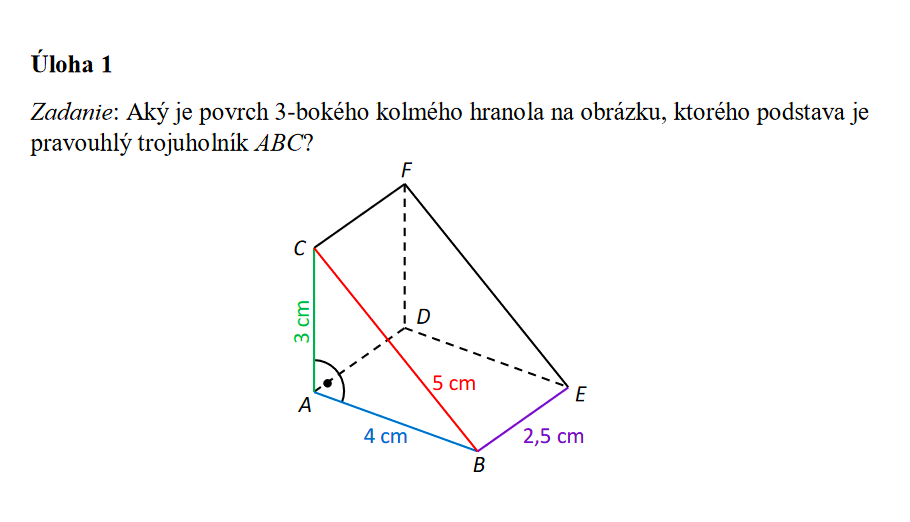 Úloha 1
Zadanie: Aký je povrch 3-bokého kolmého hranola na obrázku, ktorého podstava je
pravouhlý trojuholník ABC?
F
C
3 cm
D
5 cm
A
E
4 cm
2,5 cm
B